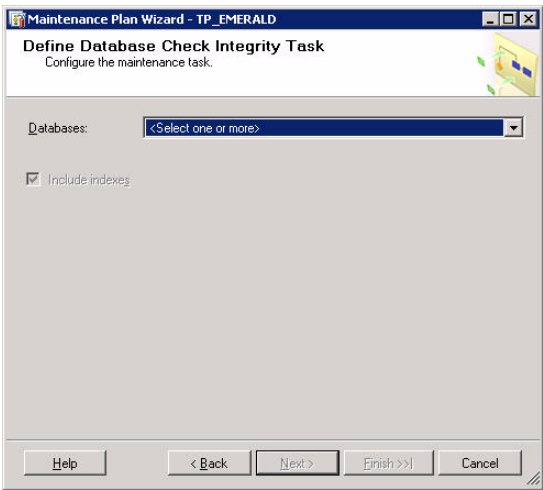 Maintenance Plan Wizard - TP_EMERALD
Define Database Check Integrity Task
Configure the maintenance task.
Databases: <Select one or more>
Include indexes
Help < Back Next > Finish >>| Cancel